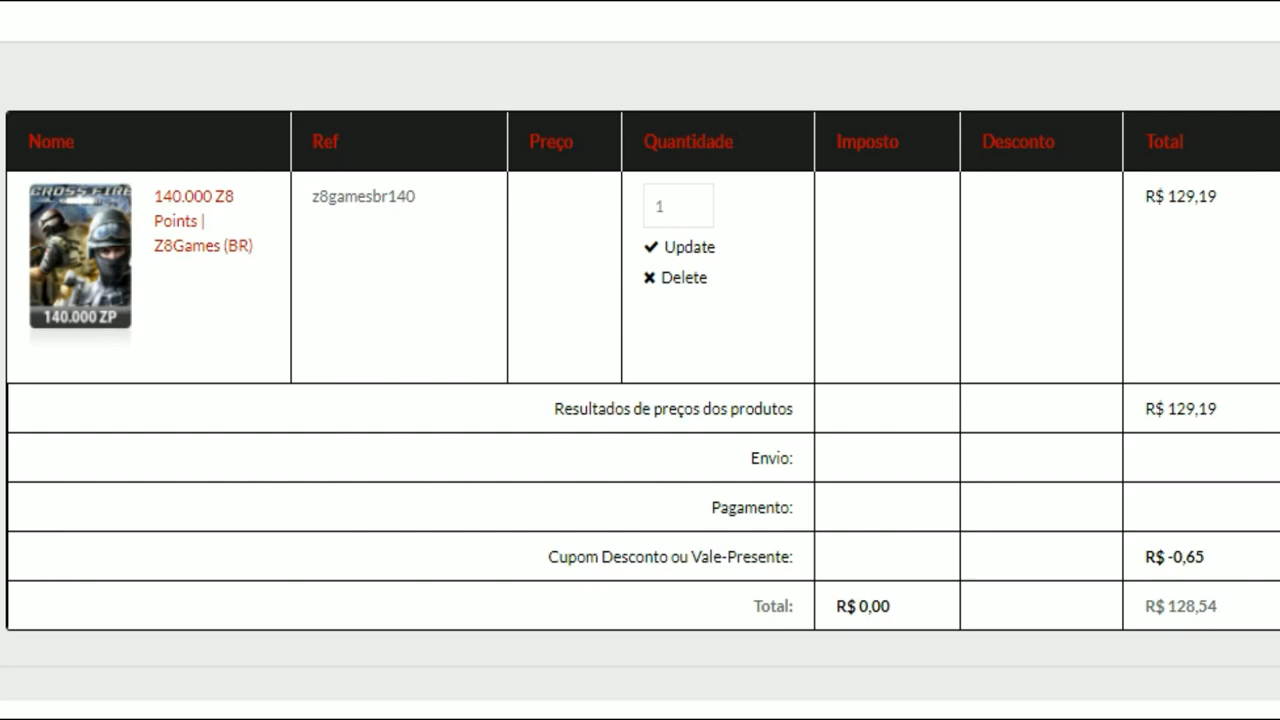 Nome Ref Preço Quantidade Imposto Desconto Total
CROSS FIRE
140.000 ZP
140.000 Z8
Points |
Z8Games (BR)
z8gamesbr140
1
✔ Update
✖ Delete
R$ 129,19
Resultados de preços dos produtos R$ 129,19
Envio:
Pagamento:
Cupom Desconto ou Vale-Presente: R$ -0,65
Total: R$ 0,00 R$ 128,54